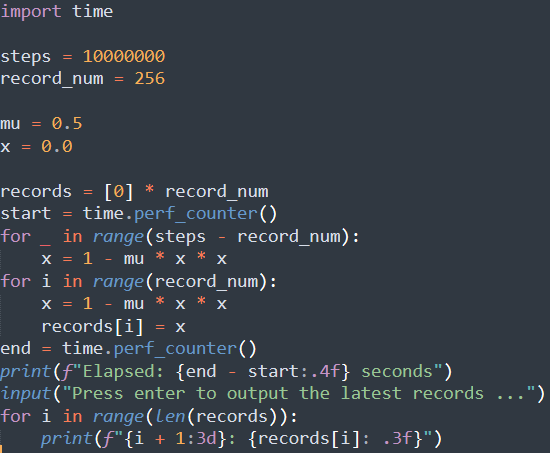 import time

steps = 10000000
record_num = 256

mu = 0.5
x = 0.0

records = [0] * record_num
start = time.perf_counter()
for _ in range(steps - record_num):
    x = 1 - mu * x * x
for i in range(record_num):
    x = 1 - mu * x * x
    records[i] = x
end = time.perf_counter()
print(f"Elapsed: {end - start:.4f} seconds")
input("Press enter to output the latest records ...")
for i in range(len(records)):
    print(f"{i + 1:3d}: {records[i]: .3f}")